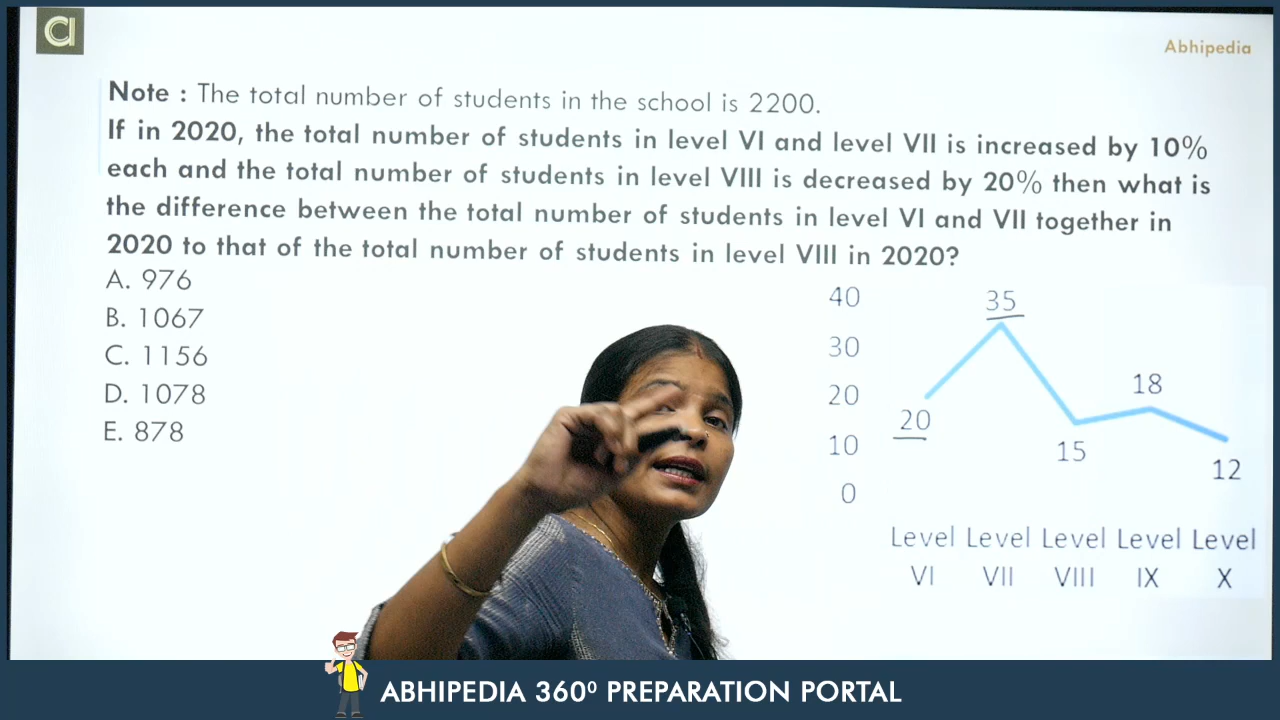 Abhipedia
Note : The total number of students in the school is 2200.
If in 2020, the total number of students in level VI and level VII is increased by 10%
each and the total number of students in level VIII is decreased by 20% then what is
the difference between the total number of students in level VI and VII together in
2020 to that of the total number of students in level VIII in 2020?
A. 976
B. 1067
C. 1156
D. 1078
E. 878
40
35
30
20
18
20
10
15
12
0
Level Level Level Level Level
VI VII VIII IX X
ABHIPEDIA 360⁰ PREPARATION PORTAL